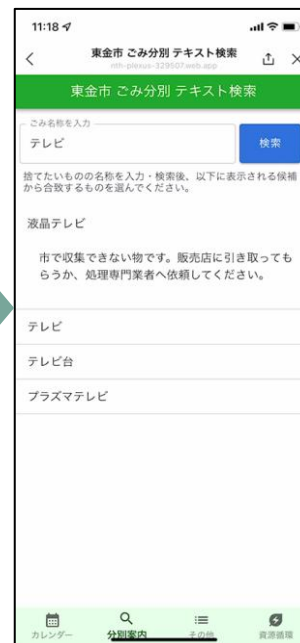 11:18
東金市 ごみ分別 テキスト検索
nth-plexus-329507.web.app
東金市 ごみ分別 テキスト検索
ごみ名称を入力
テレビ
検索
捨てたいものの名称を入力・検索後、以下に表示される候補
から合致するものを選んでください。
液晶テレビ
市で収集できない物です。販売店に引き取っても
らうか、処理専門業者へ依頼してください。
テレビ
テレビ台
プラズマテレビ
カレンダー
分別案内
その他
資源循環